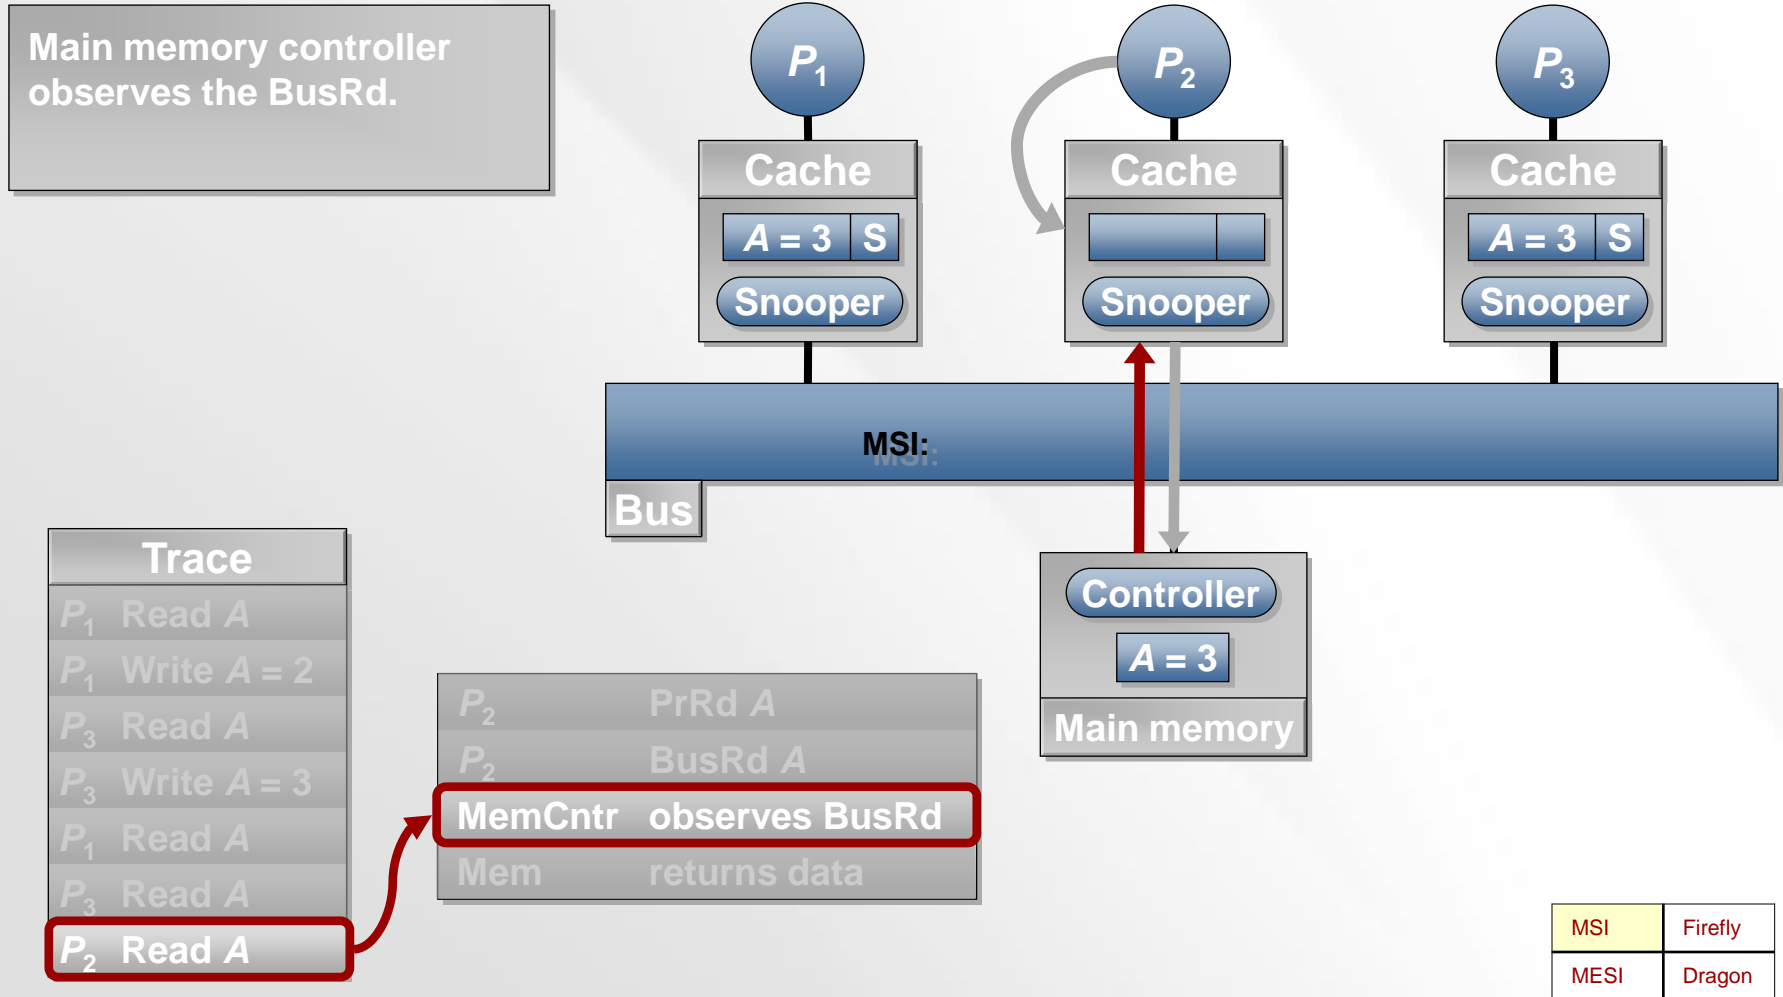 Main memory controller
observes the BusRd.
P1
P2
P3
Cache
Cache
Cache
A = 3 S
A = 3 S
Snooper
Snooper
Snooper
MSI:
Bus
Controller
A = 3
Main memory
Trace
P1 Read A
P1 Write A = 2
P3 Read A
P3 Write A = 3
P1 Read A
P3 Read A
P2 Read A
P2 PrRd A
P2 BusRd A
MemCntr observes BusRd
Mem returns data
MSI Firefly
MESI Dragon